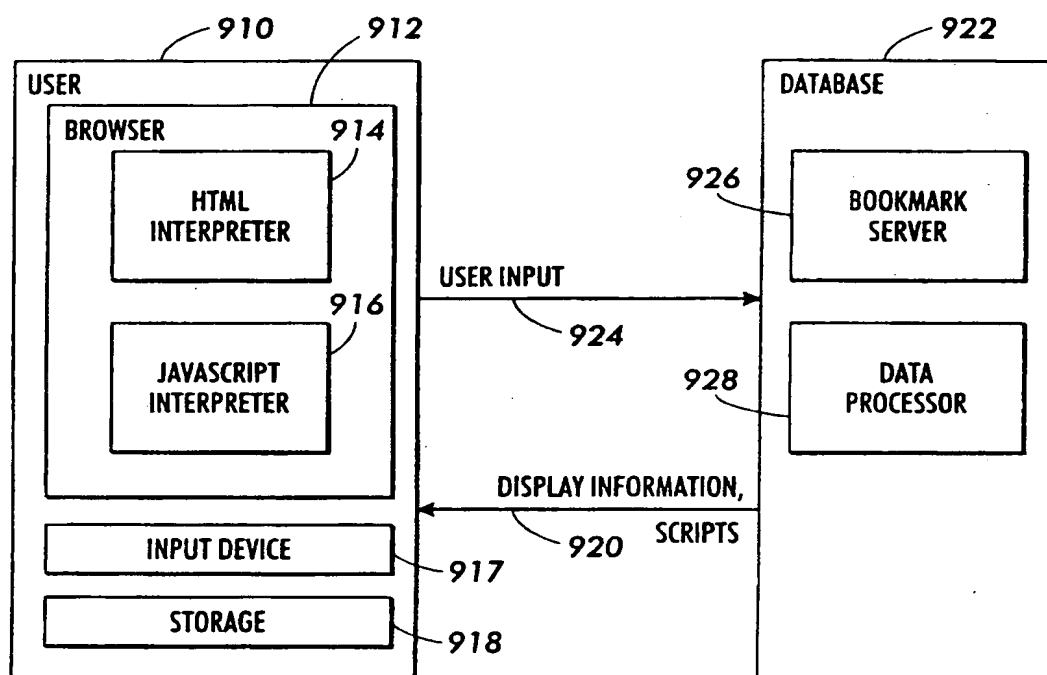 910
912
922
USER
DATABASE
BROWSER
914
HTML
INTERPRETER
926
BOOKMARK
SERVER
USER INPUT
924
916
JAVASCRIPT
INTERPRETER
928
DATA
PROCESSOR
DISPLAY INFORMATION,
SCRIPTS
920
INPUT DEVICE
917
STORAGE
918